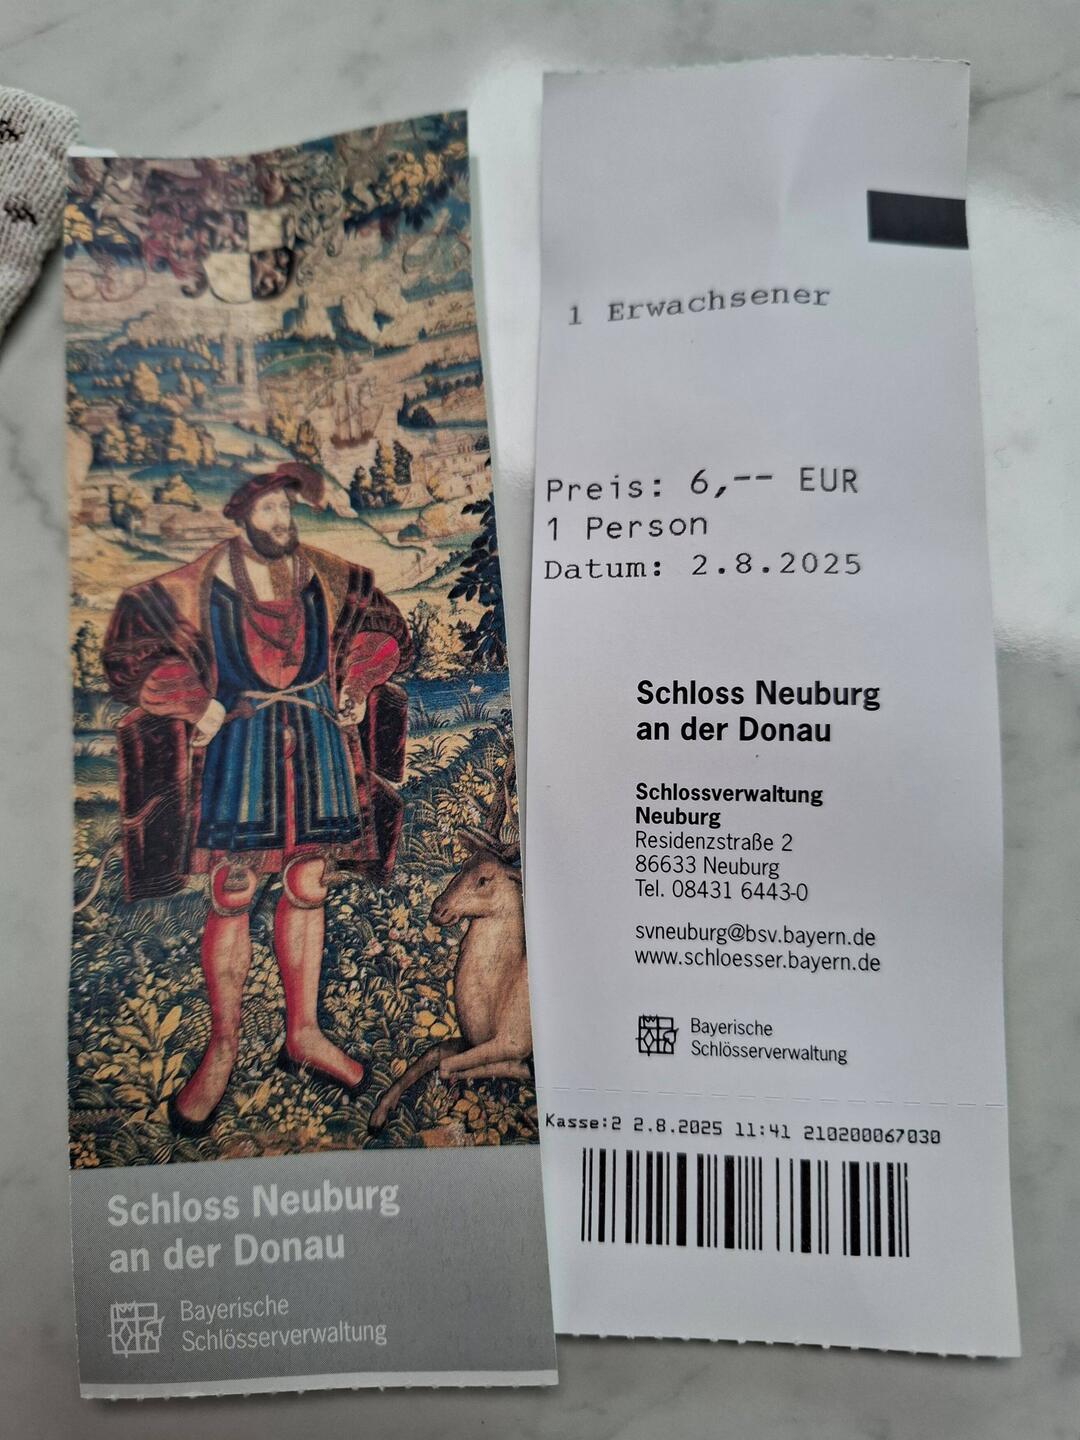 Schloss Neuburg
an der Donau
Bayerische
Schlösserverwaltung
1 Erwachsener
Preis: 6,-- EUR
1 Person
Datum: 2.8.2025
Schloss Neuburg
an der Donau
Schlossverwaltung
Neuburg
Residenzstraße 2
86633 Neuburg
Tel. 08431 6443-0
svneuburg@bsv.bayern.de
www.schloesser.bayern.de
Bayerische
Schlösserverwaltung
Kasse:2 2.8.2025 11:41 210200067030